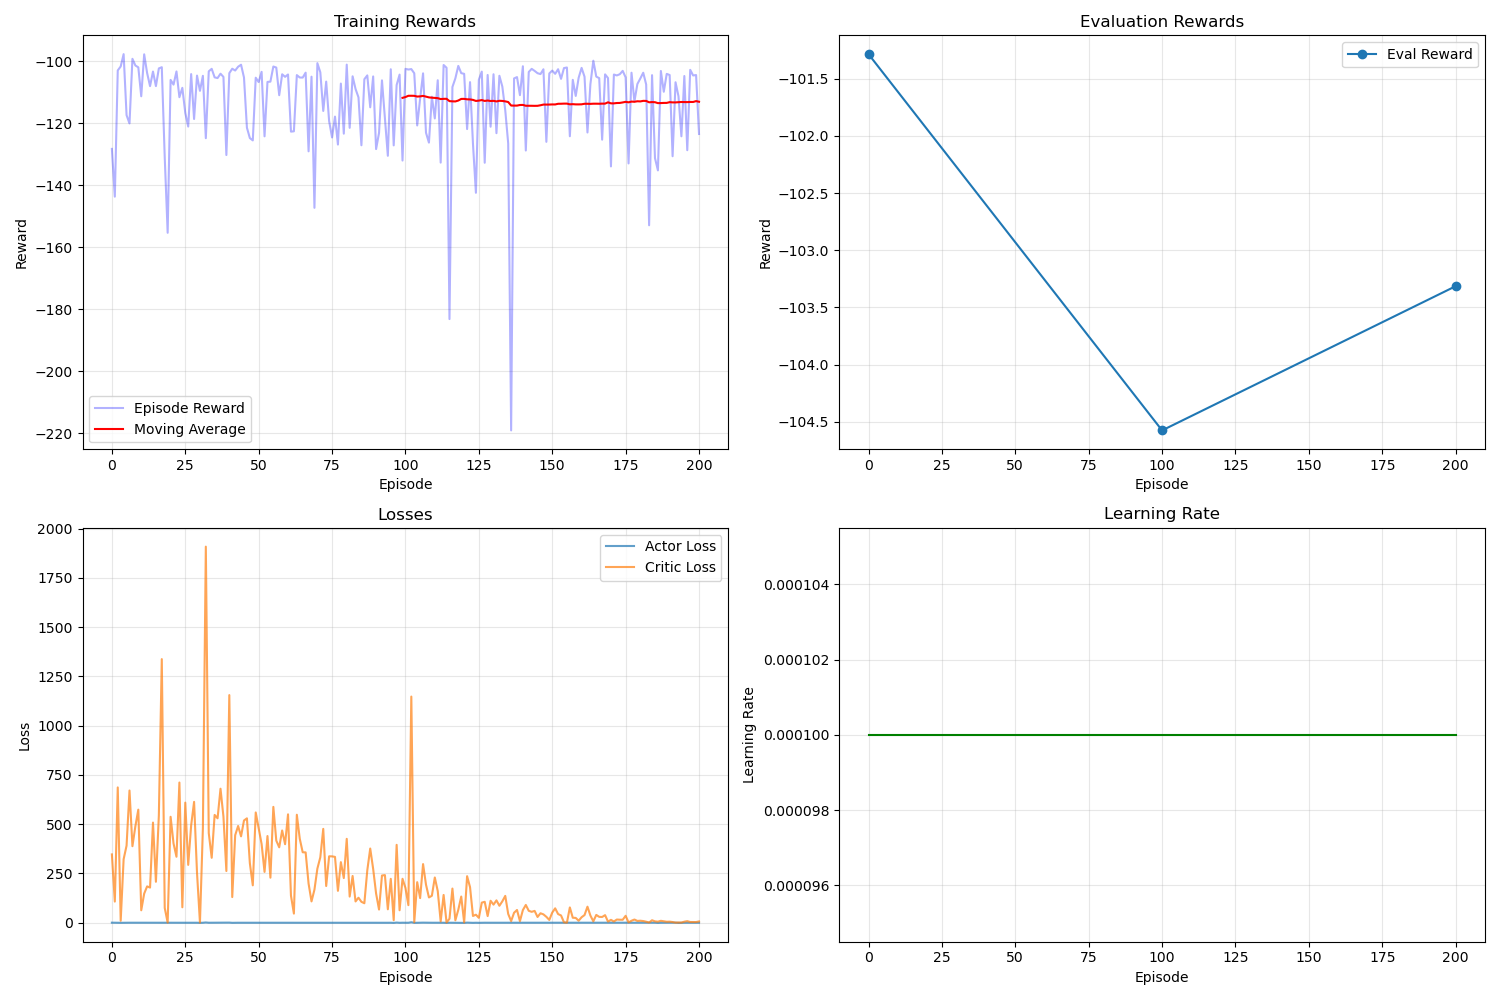 Training Rewards
Reward
−100
−120
−140
−160
−180
−200
−220
Episode Reward
Moving Average
0 25 50 75 100 125 150 175 200
Episode
Evaluation Rewards
Reward
−101.5
−102.0
−102.5
−103.0
−103.5
−104.0
−104.5
Eval Reward
0 25 50 75 100 125 150 175 200
Episode
Losses
Loss
2000
1750
1500
1250
1000
750
500
250
0
Actor Loss
Critic Loss
0 25 50 75 100 125 150 175 200
Episode
Learning Rate
Learning Rate
0.000104
0.000102
0.000100
0.000098
0.000096
0 25 50 75 100 125 150 175 200
Episode